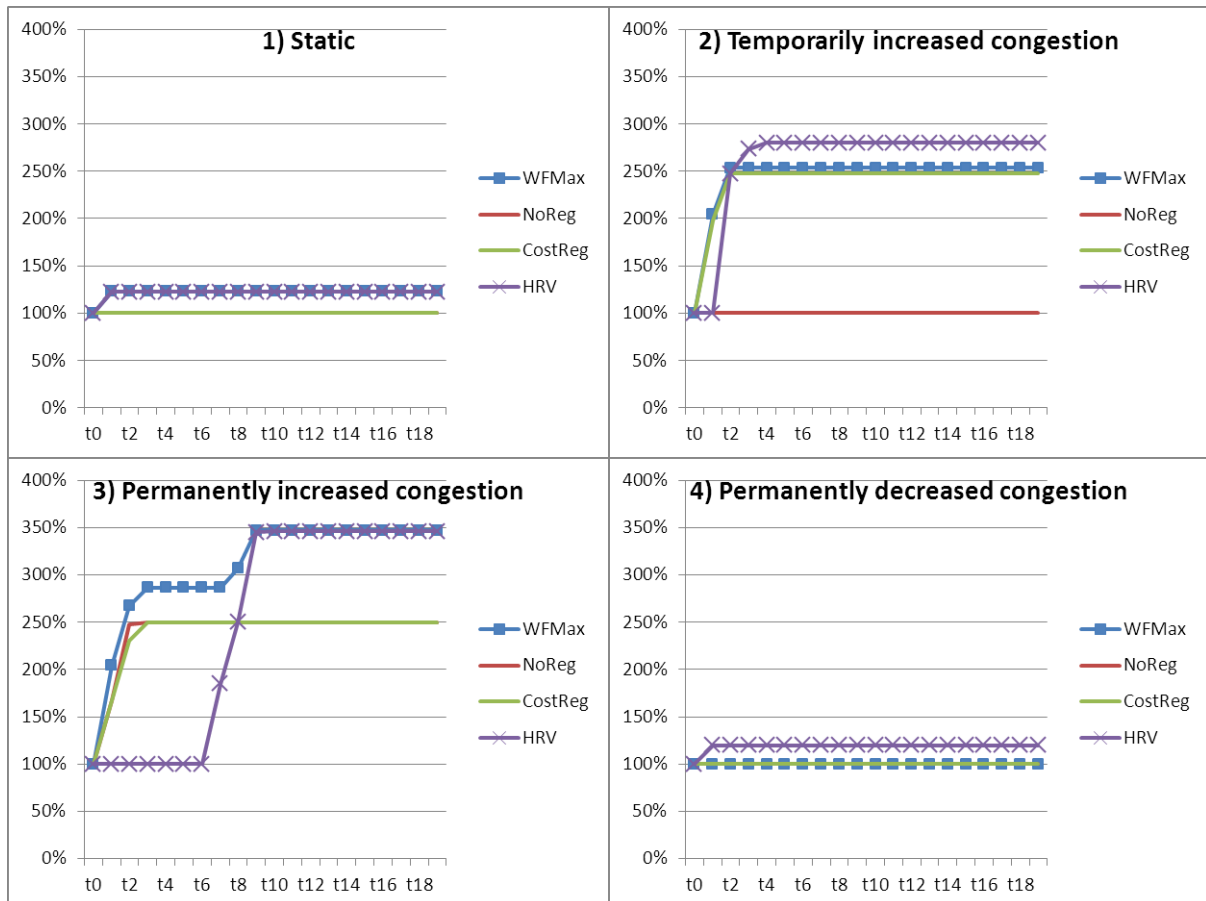 1) Static
400%
350%
300%
250%
200%
150%
100%
50%
0%
t0 t2 t4 t6 t8 t10 t12 t14 t16 t18
WFMax
NoReg
CostReg
HRV
2) Temporarily increased congestion
400%
350%
300%
250%
200%
150%
100%
50%
0%
t0 t2 t4 t6 t8 t10 t12 t14 t16 t18
WFMax
NoReg
CostReg
HRV
3) Permanently increased congestion
400%
350%
300%
250%
200%
150%
100%
50%
0%
t0 t2 t4 t6 t8 t10 t12 t14 t16 t18
WFMax
NoReg
CostReg
HRV
4) Permanently decreased congestion
400%
350%
300%
250%
200%
150%
100%
50%
0%
t0 t2 t4 t6 t8 t10 t12 t14 t16 t18
WFMax
NoReg
CostReg
HRV